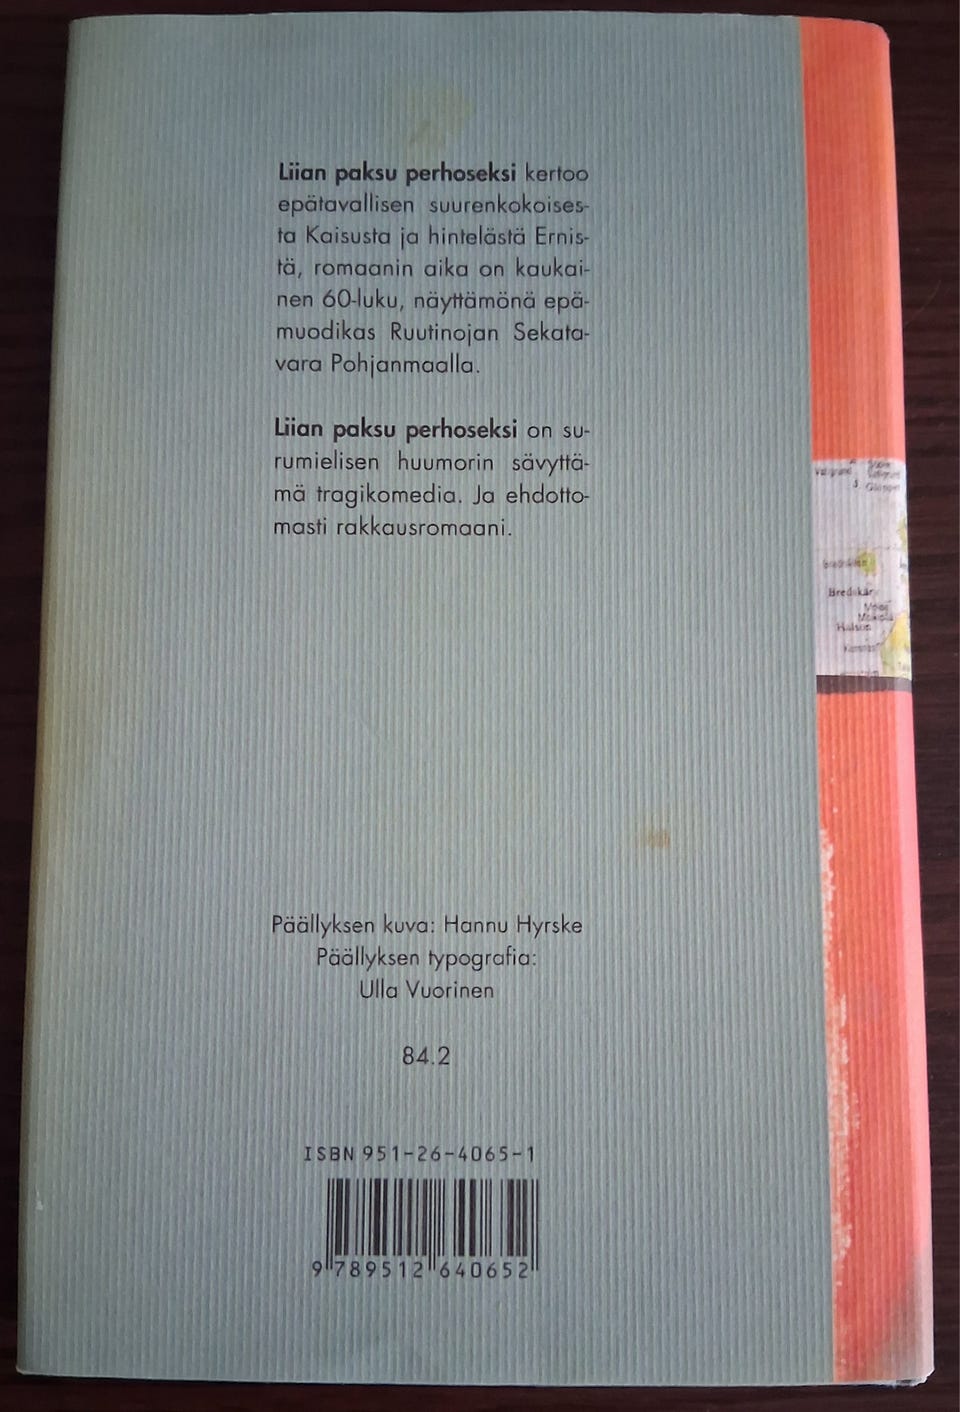 Liian paksu perhoseksi kertoo
epätavallisen suurenkokoises-
ta Kaisusta ja hintelästä Ernis-
tä, romaanin aika on kaukai-
nen 60-luku, näyttämönä epä-
muodikas Ruutinojan Sekata-
vara Pohjanmaalla.
Liian paksu perhoseksi on su-
rumielisen huumorin sävyttä-
mä tragikomedia. Ja ehdotto-
masti rakkausromaani.
Bredskär
Päällyksen kuva: Hannu Hyrske
Päällyksen typografia:
Ulla Vuorinen
84.2
ISBN 951-26-4065-1
9 789512 640652